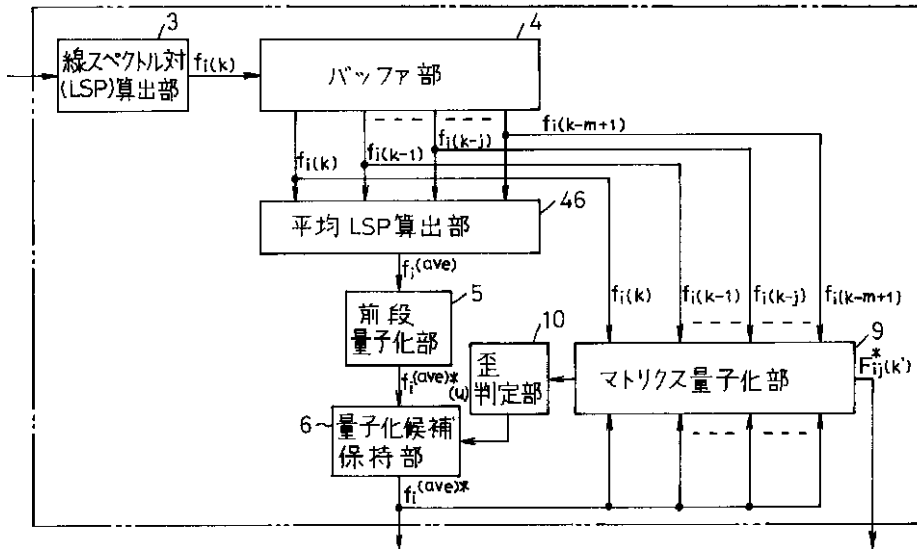 3
線スペクトル対
(LSP)算出部
fi(k)
4
バッファ部
fi(k)
fi(k-1)
fi(k-j)
fi(k-m+1)
46
平均LSP算出部
fi(ave)
5
前段
量子化部
fi(ave)*
(u)
10
歪
判定部
fi(k)
fi(k-1)
fi(k-j)
fi(k-m+1)
9
マトリクス量子化部
F*ij(k')
6
量子化候補
保持部
fi(ave)*